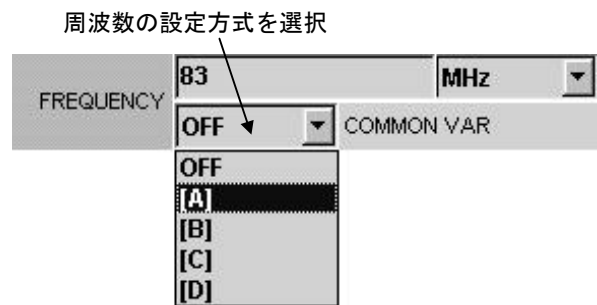 周波数の設定方式を選択
FREQUENCY
83 MHz
OFF COMMON VAR
OFF
[A]
[B]
[C]
[D]